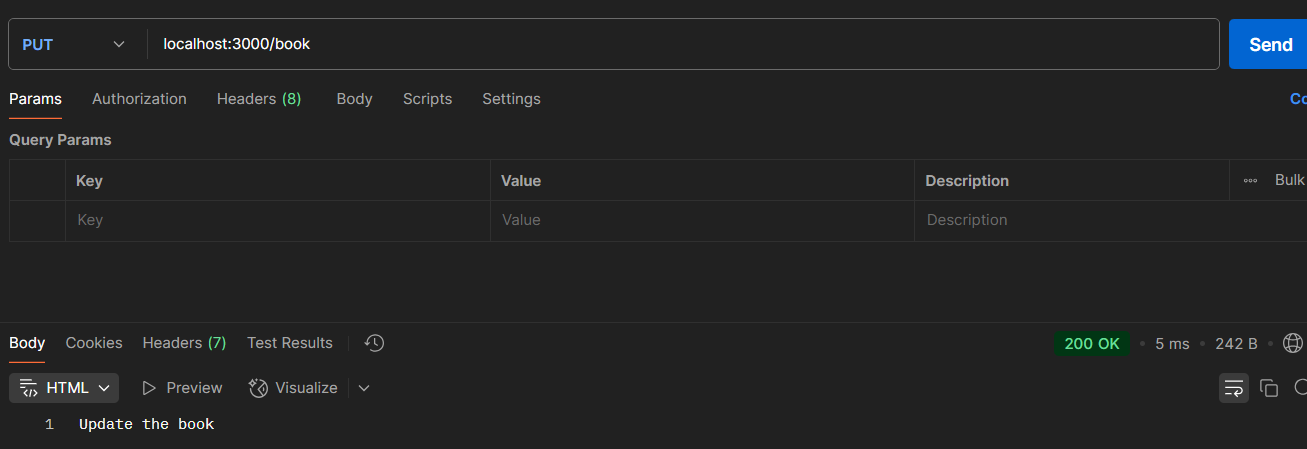 PUT localhost:3000/book Send
Params Authorization Headers (8) Body Scripts Settings Co
Query Params
Key Value Description Bulk
Key Value Description
Body Cookies Headers (7) Test Results 200 OK • 5 ms • 242 B •
HTML Preview Visualize
1 Update the book